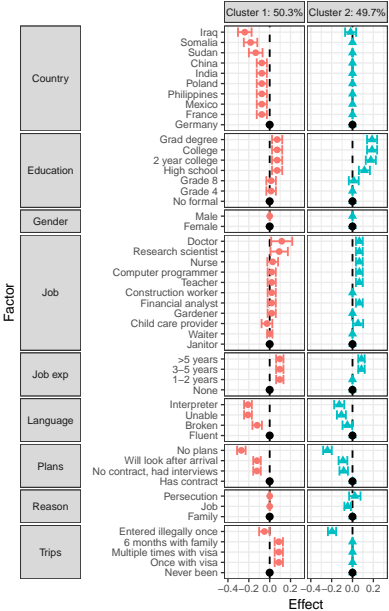 Cluster 1: 50.3% Cluster 2: 49.7%
Factor
Country
Iraq
Somalia
Sudan
China
India
Poland
Philippines
Mexico
France
Germany
Education
Grad degree
College
2 year college
High school
Grade 8
Grade 4
No formal
Gender
Male
Female
Job
Doctor
Research scientist
Nurse
Computer programmer
Teacher
Construction worker
Financial analyst
Gardener
Child care provider
Waiter
Janitor
Job exp
>5 years
3–5 years
1–2 years
None
Language
Interpreter
Unable
Broken
Fluent
Plans
No plans
Will look after arrival
No contract, had interviews
Has contract
Reason
Persecution
Job
Family
Trips
Entered illegally once
6 months with family
Multiple times with visa
Once with visa
Never been
−0.4 −0.2 0.0 0.2 −0.4 −0.2 0.0 0.2
Effect